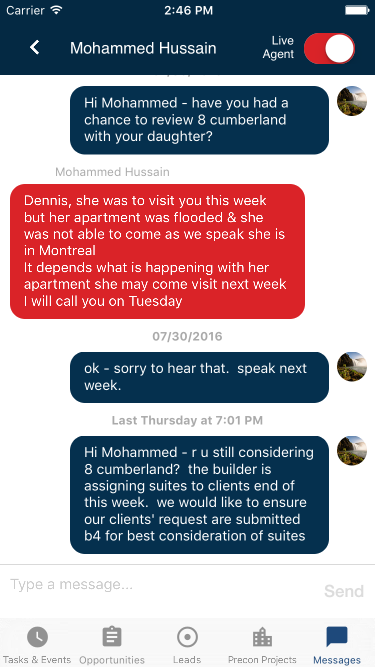 Carrier 2:46 PM
Mohammed Hussain
Live
Agent
Hi Mohammed - have you had a
chance to review 8 cumberland
with your daughter?
Mohammed Hussain
Dennis, she was to visit you this week
but her apartment was flooded & she
was not able to come as we speak she is
in Montreal
It depends what is happening with her
apartment she may come visit next week
I will call you on Tuesday
07/30/2016
ok - sorry to hear that. speak next
week.
Last Thursday at 7:01 PM
Hi Mohammed - r u still considering
8 cumberland? the builder is
assigning suites to clients end of
this week. we would like to ensure
our clients' request are submitted
b4 for best consideration of suites
Type a message...
Send
Tasks & Events Opportunities Leads Precon Projects Messages